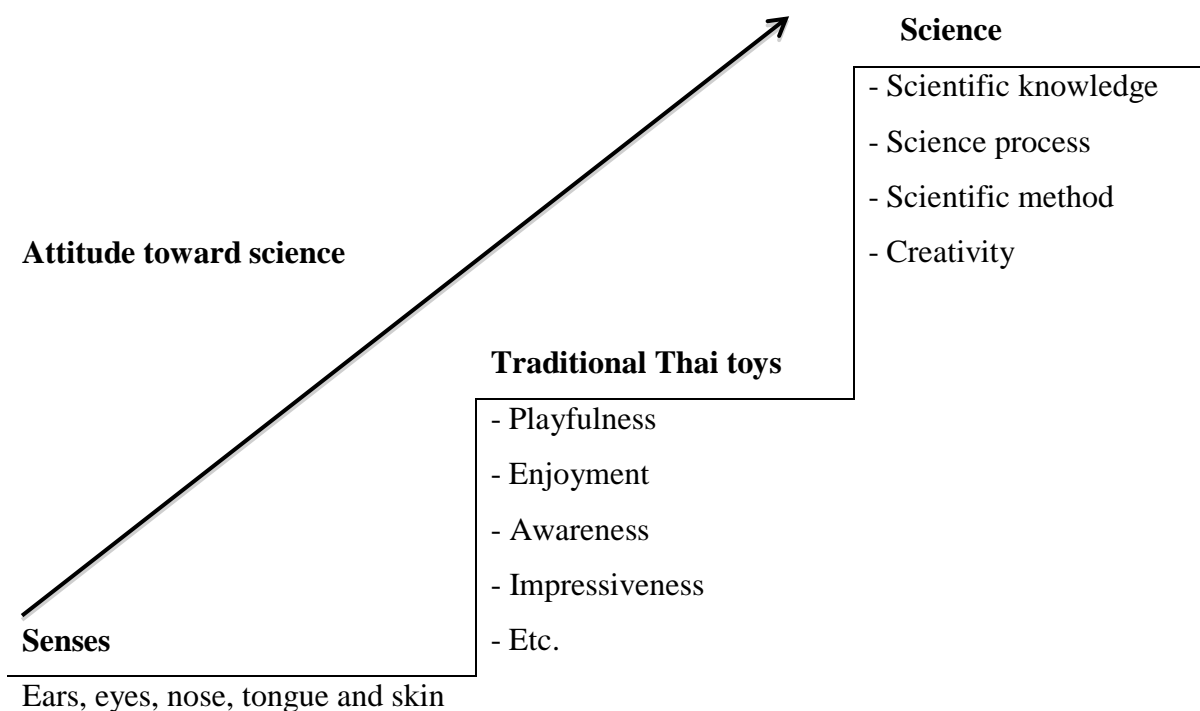 Science
- Scientific knowledge
- Science process
- Scientific method
- Creativity
Attitude toward science
Traditional Thai toys
- Playfulness
- Enjoyment
- Awareness
- Impressiveness
- Etc.
Senses
Ears, eyes, nose, tongue and skin